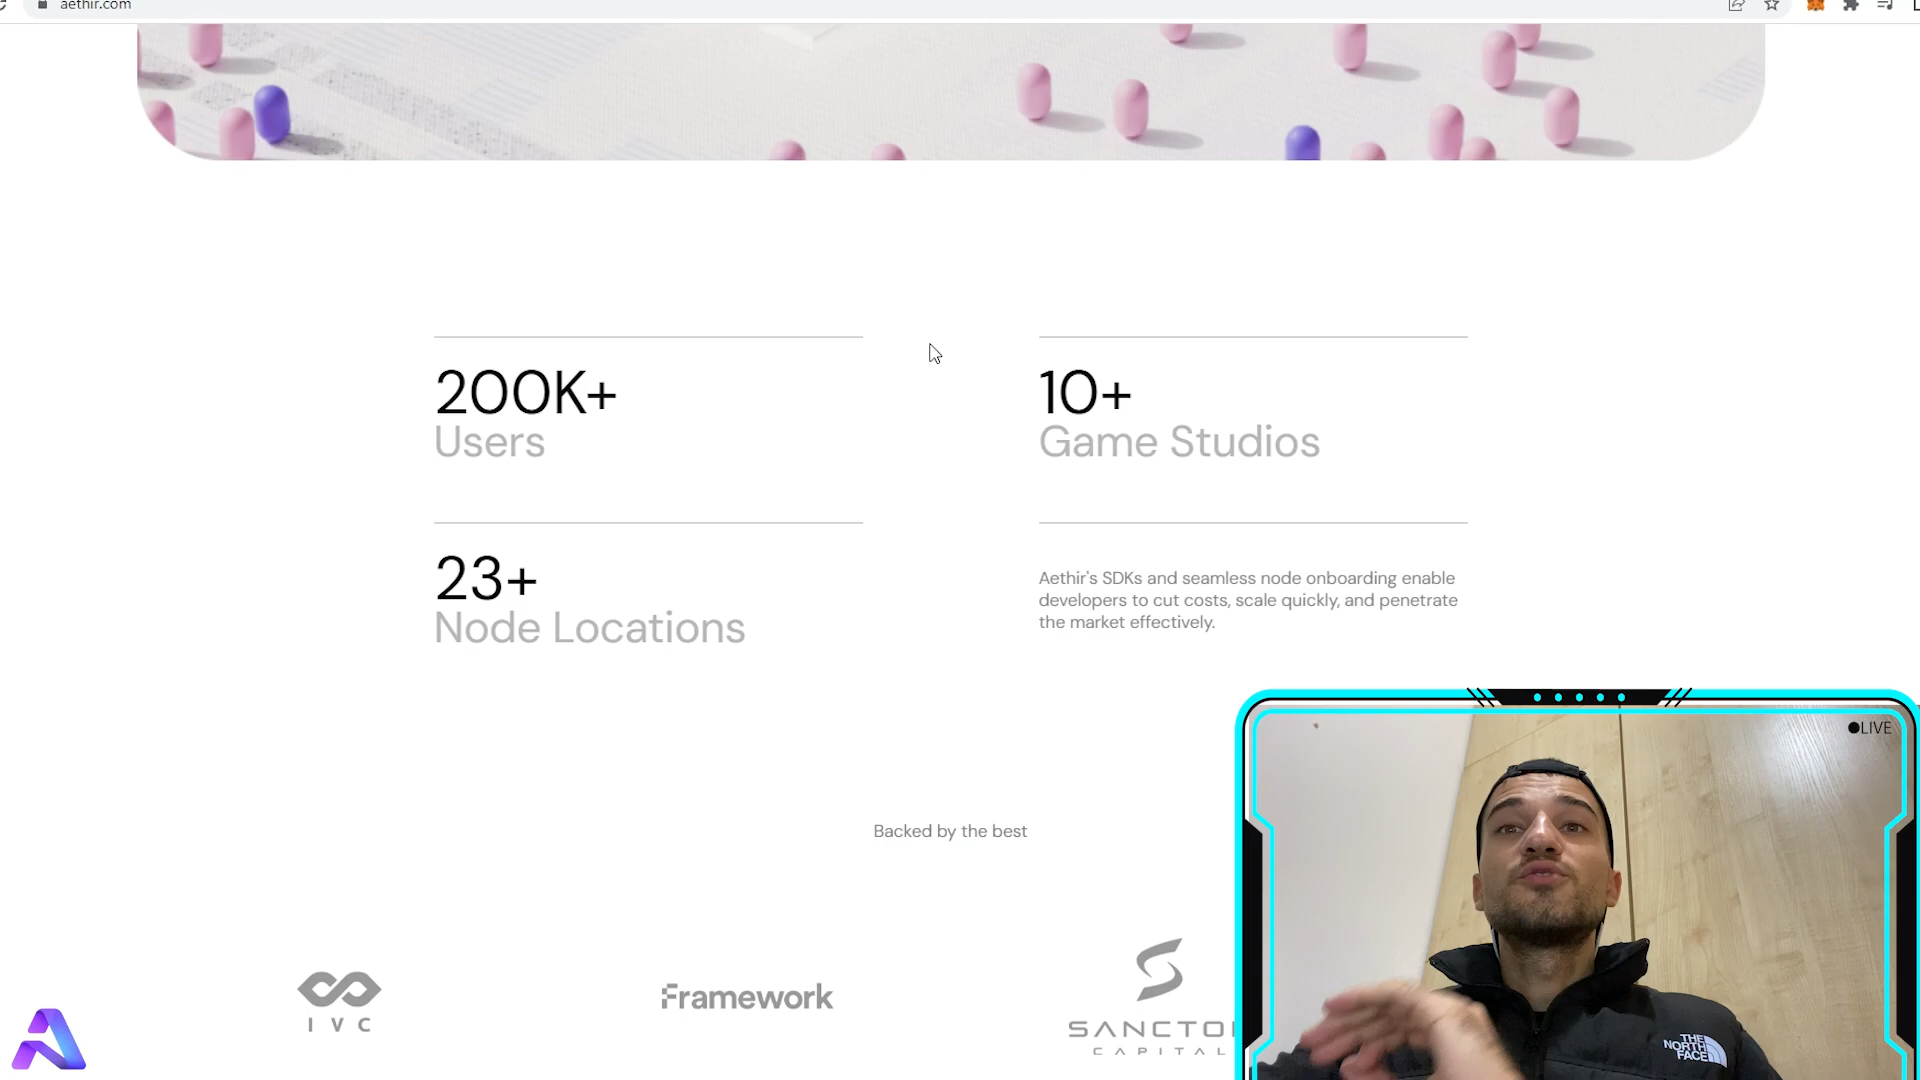 aethir.com
200K+
Users
10+
Game Studios
23+
Node Locations
Aethir's SDKs and seamless node onboarding enable
developers to cut costs, scale quickly, and penetrate
the market effectively.
LIVE
Backed by the best
IVC
Framework
SANCTO
CAPITAL
THE
NORTH
FACE